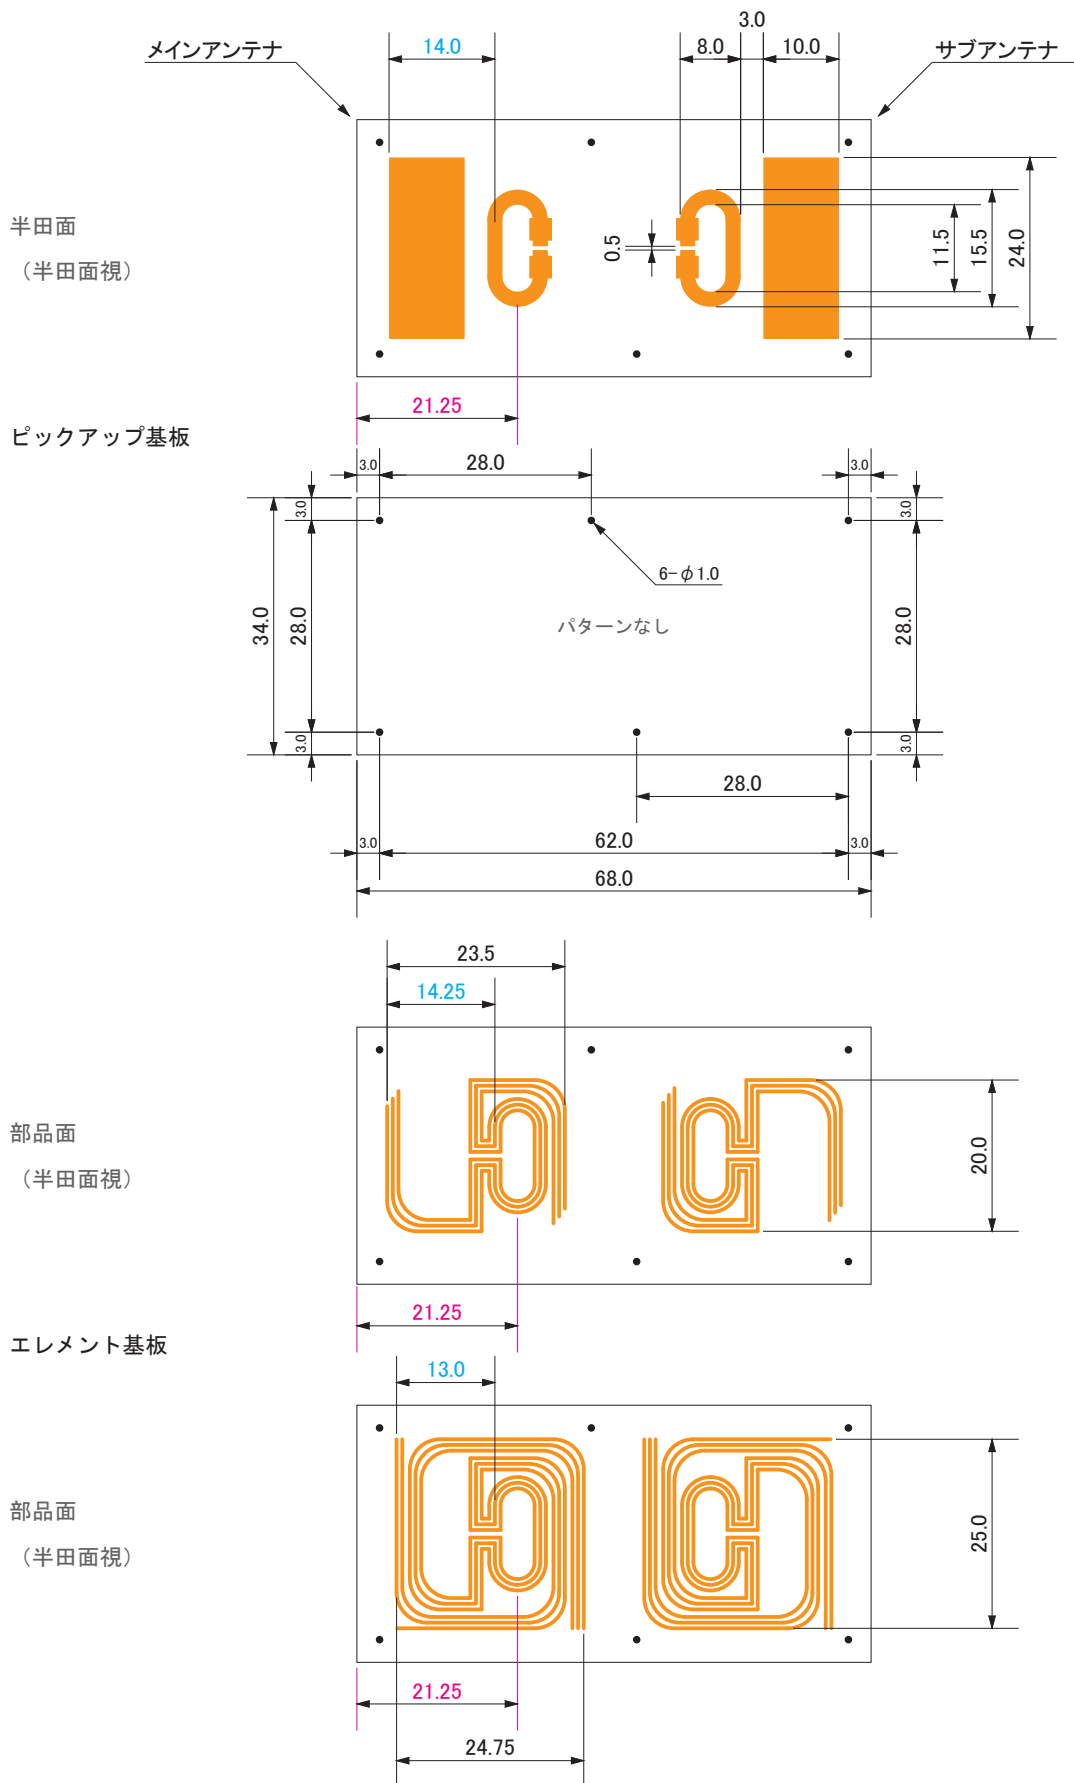 3.0
14.0
8.0
10.0
メインアンテナ
サブアンテナ
半田面
（半田面視）
0.5
11.5
15.5
24.0
21.25
ピックアップ基板
3.0
28.0
3.0
3.0
3.0
6-φ1.0
34.0
28.0
パターンなし
28.0
3.0
3.0
28.0
3.0
62.0
3.0
68.0
23.5
14.25
部品面
（半田面視）
20.0
21.25
エレメント基板
13.0
部品面
（半田面視）
25.0
21.25
24.75